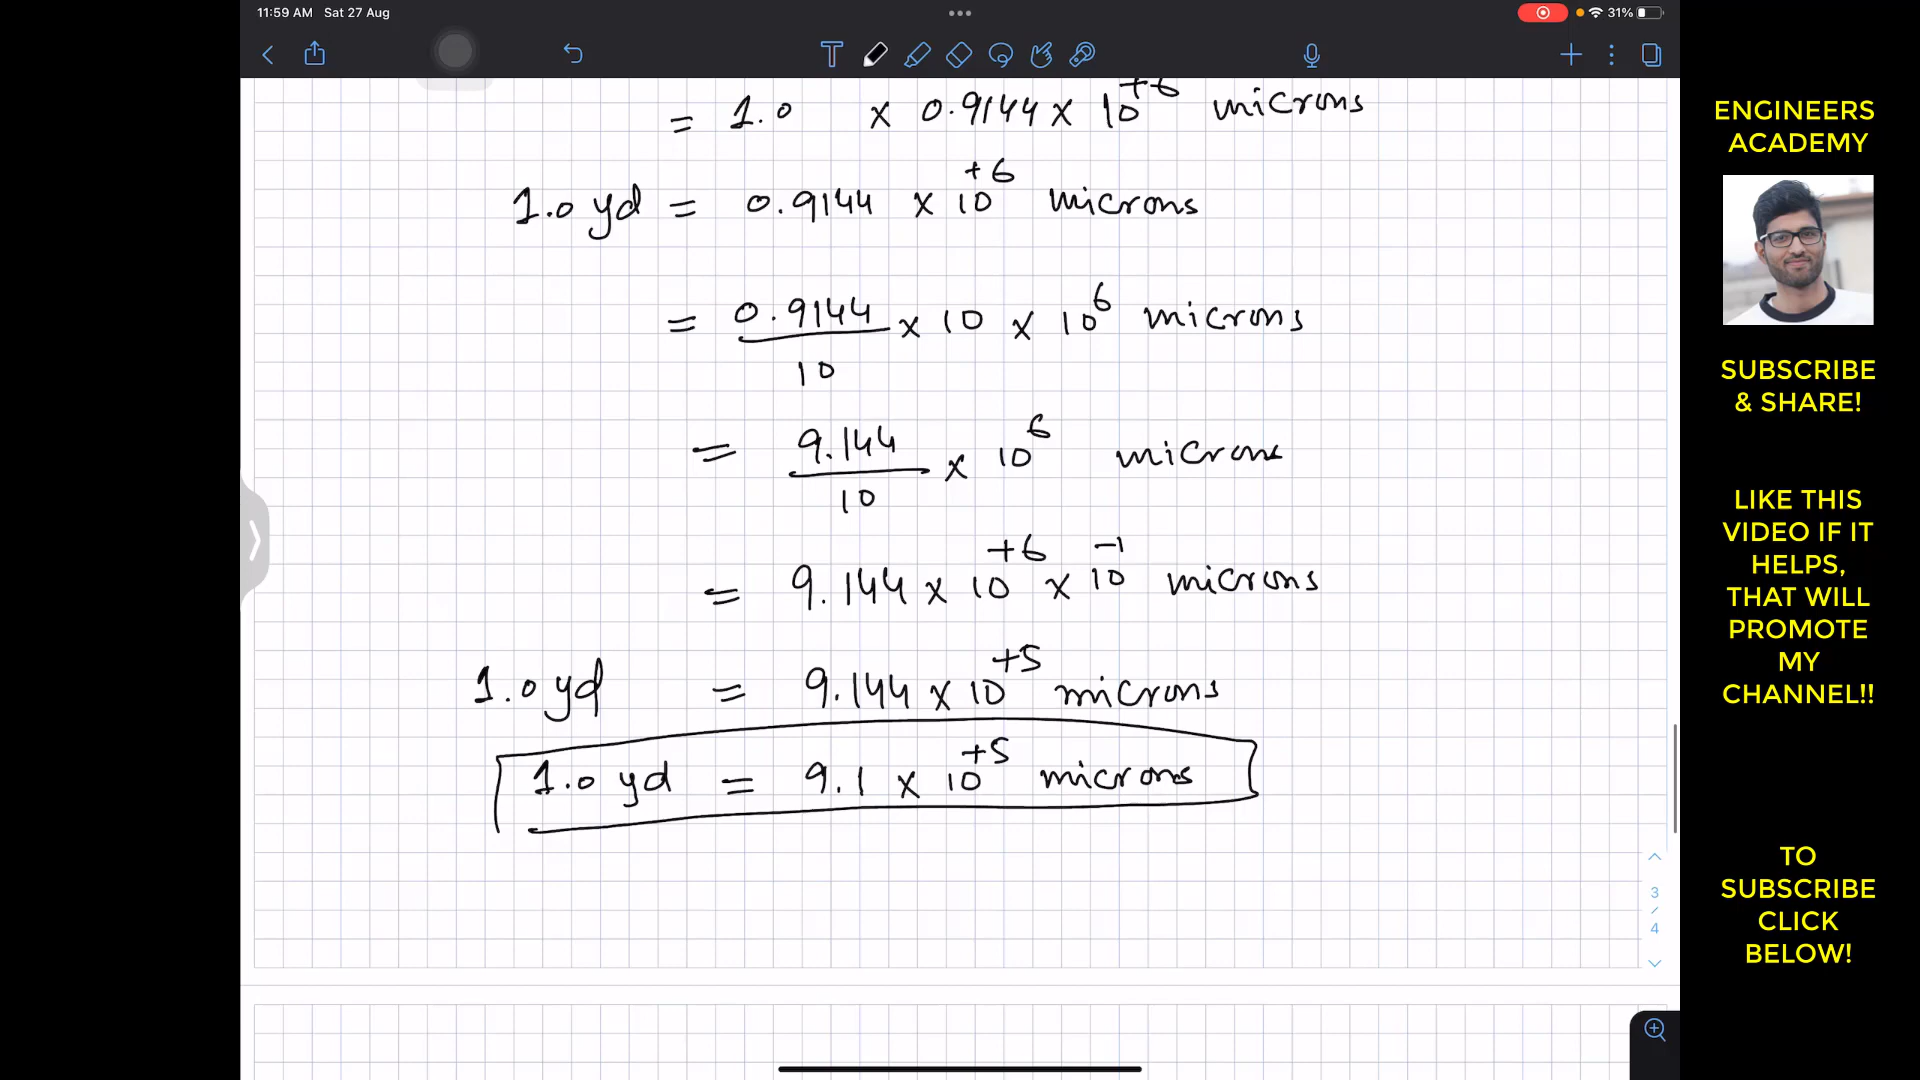 11:59 AM Sat 27 Aug
31%
= 1.0 x 0.9144 x 10^+6 microns
1.0 yd = 0.9144 x 10^+6 microns
= 0.9144/10 x 10 x 10^6 microns
= 9.144/10 x 10^6 microns
= 9.144 x 10^+6 x 10^-1 microns
1.0 yd = 9.144 x 10^+5 microns
1.0 yd = 9.1 x 10^+5 microns
3
/
4
ENGINEERS
ACADEMY
SUBSCRIBE
& SHARE!
LIKE THIS
VIDEO IF IT
HELPS,
THAT WILL
PROMOTE
MY
CHANNEL!!
TO
SUBSCRIBE
CLICK
BELOW!